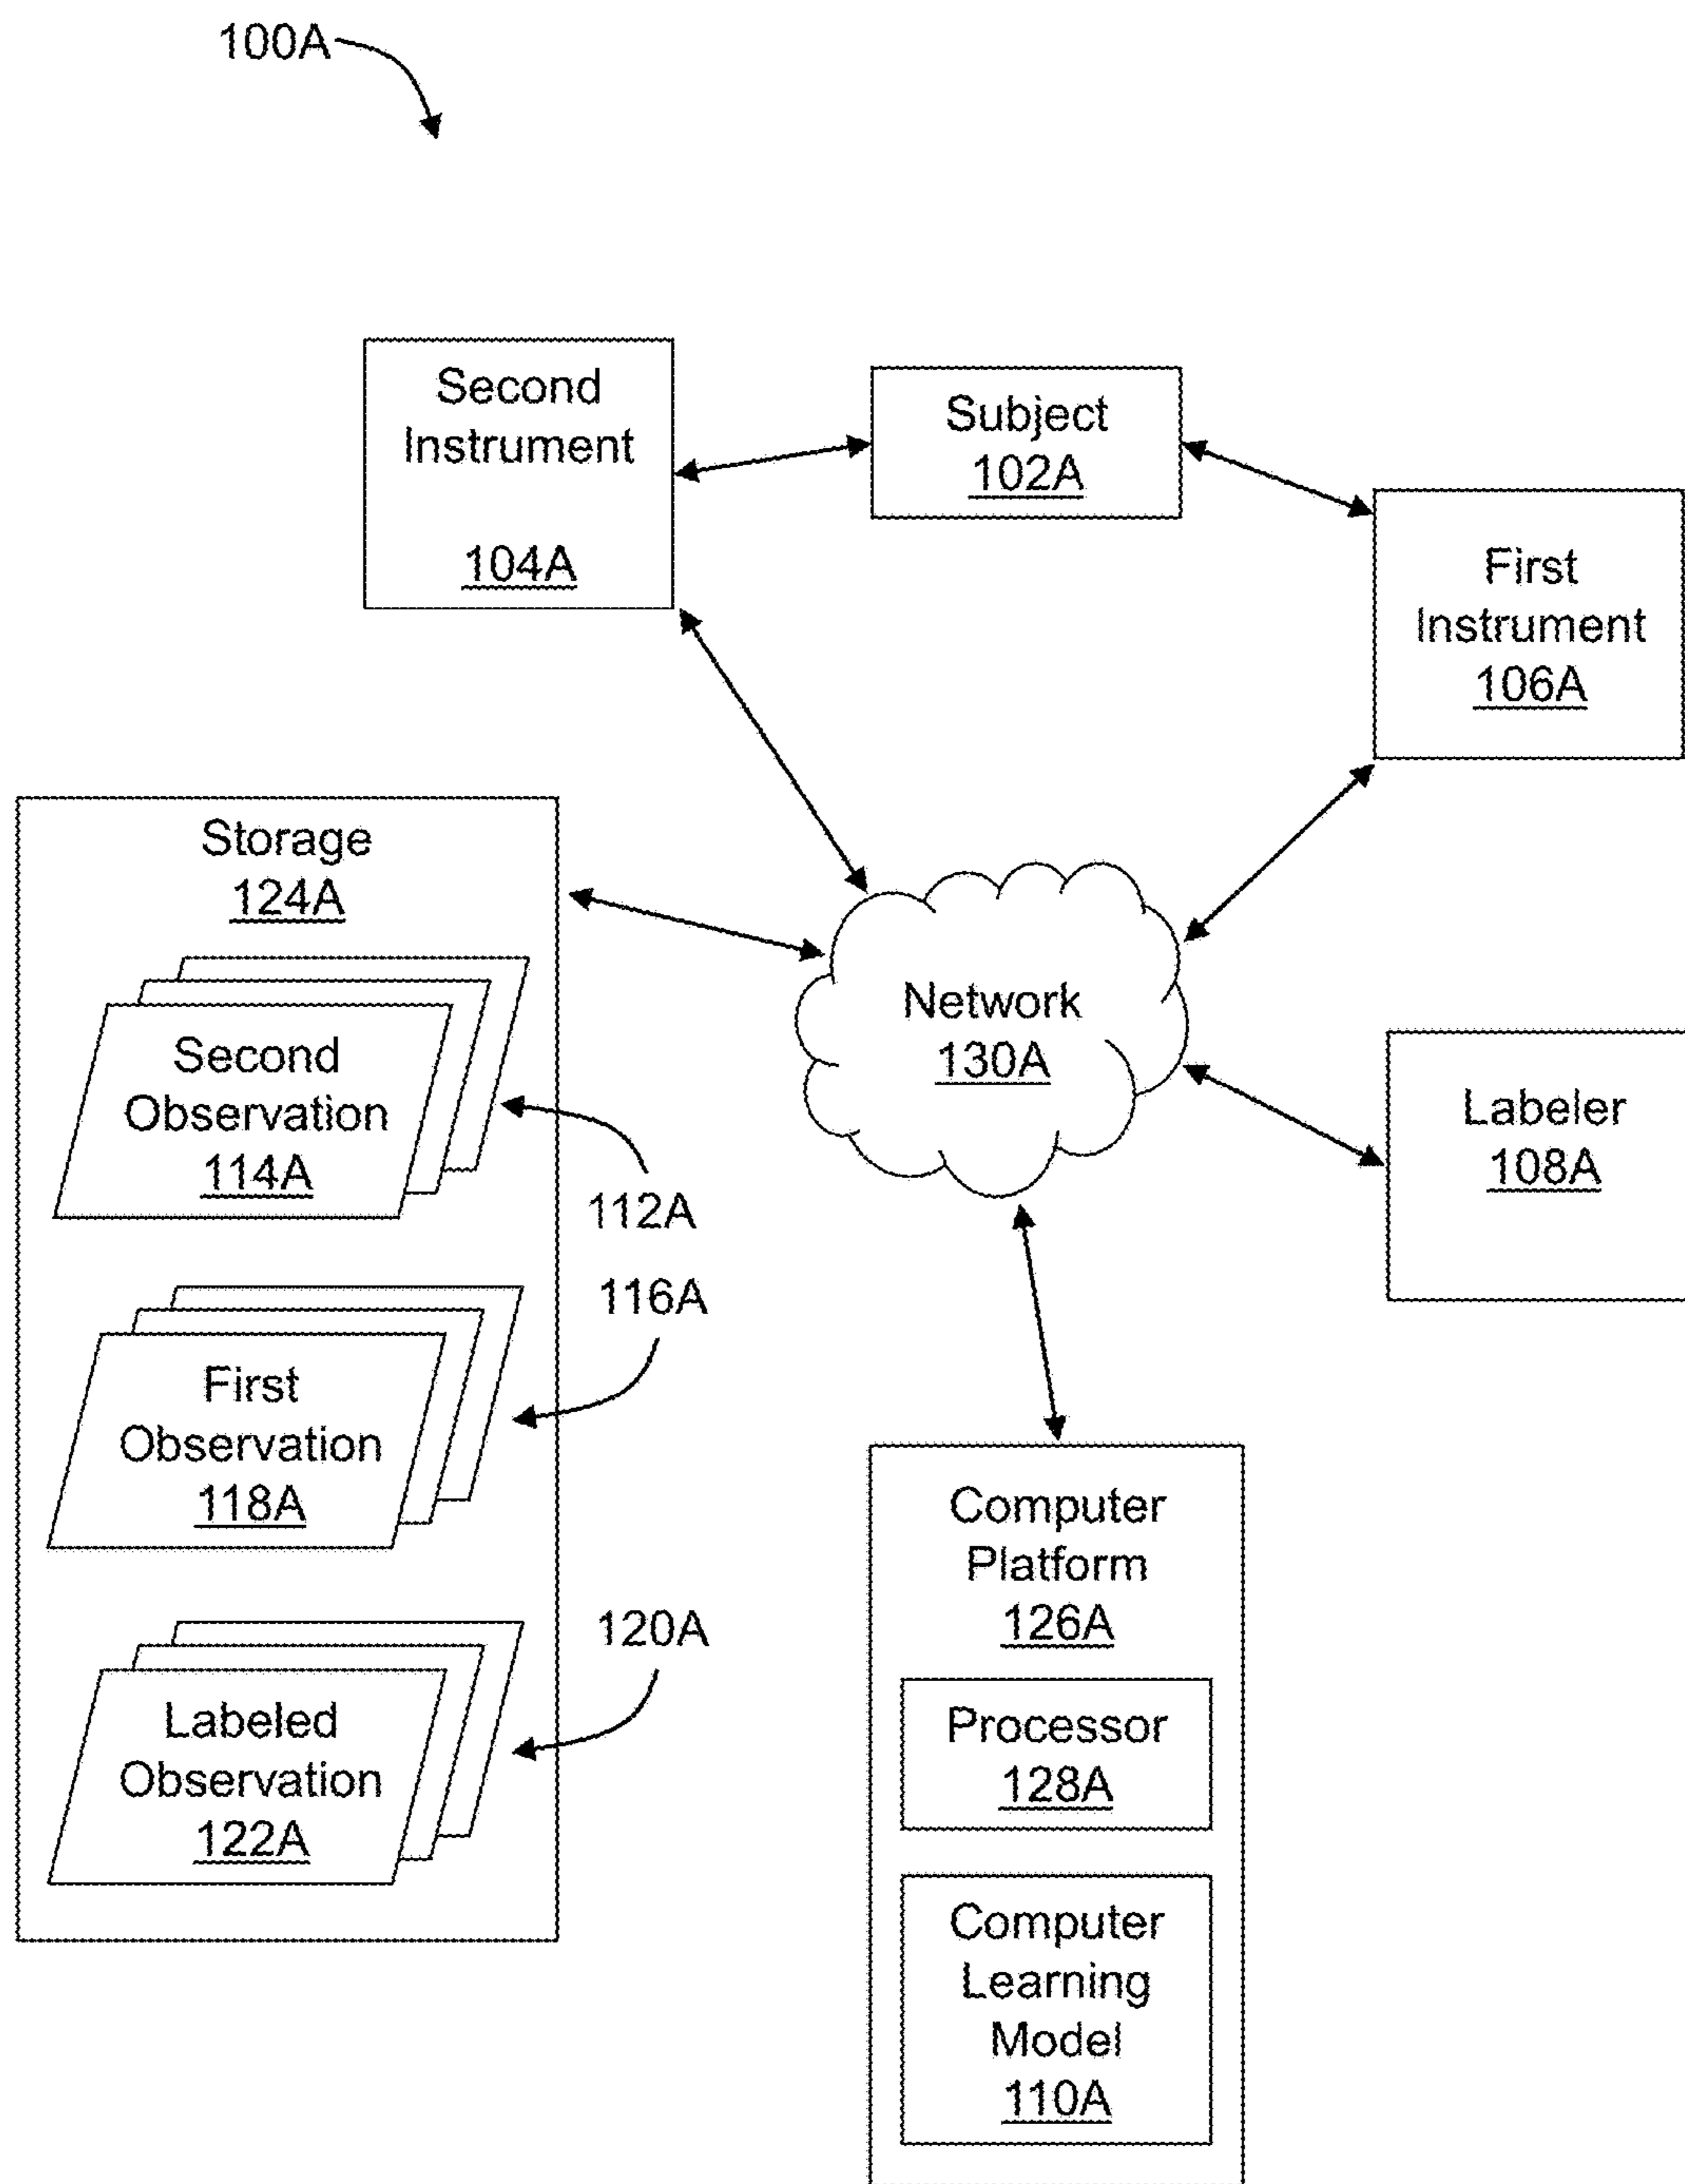 100A
Second
Instrument
104A
Subject
102A
First
Instrument
106A
Storage
124A
Second
Observation
114A
112A
116A
First
Observation
118A
120A
Labeled
Observation
122A
Network
130A
Labeler
108A
Computer
Platform
126A
Processor
128A
Computer
Learning
Model
110A